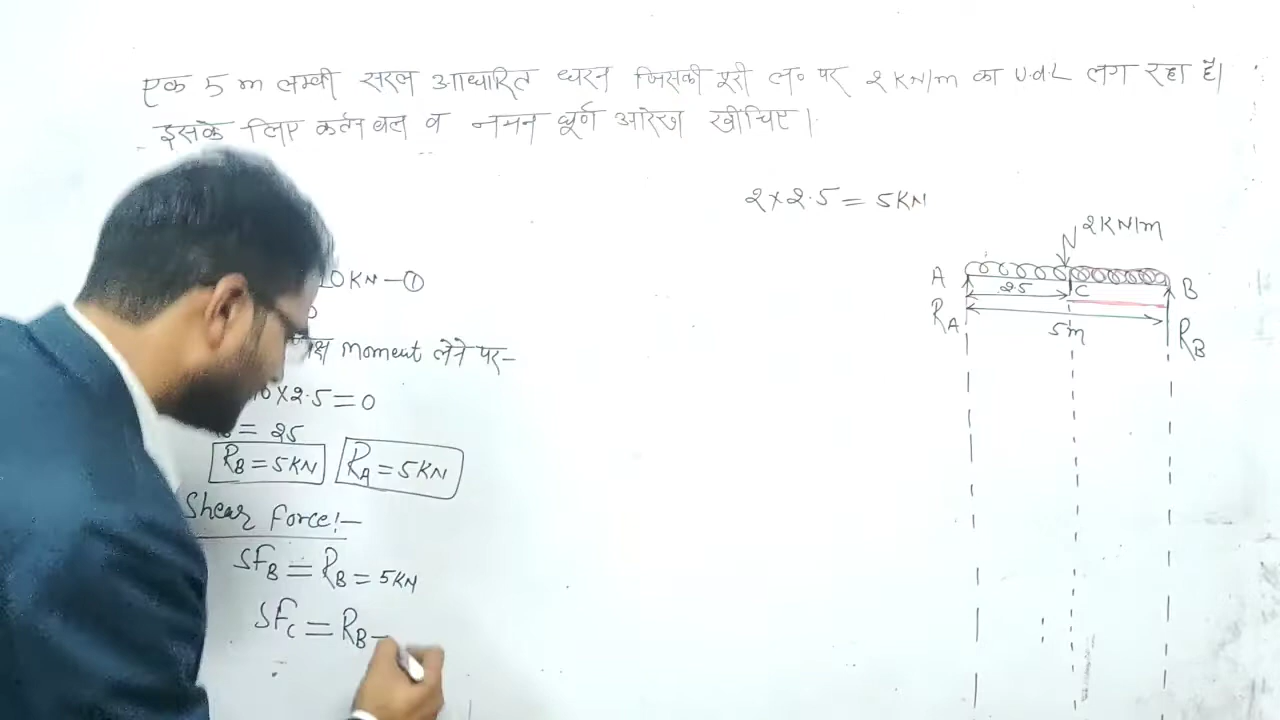 एक 5 m लम्बी सरल आधारित धरन जिसकी पूरी ल० पर 2 KN/m का U.d.L लग रहा है।
इसके लिए कर्तन बल व नमन घूर्ण आरेख खींचिए।
2 × 2.5 = 5KN
2KN/m
A
25
C
B
RA
5m
RB
10 KN —①
Moment लेने पर—
× 2.5 = 0
= 25
RB = 5KN
RA = 5KN
Shear force:—
SFB = RB = 5KN
SFC = RB —